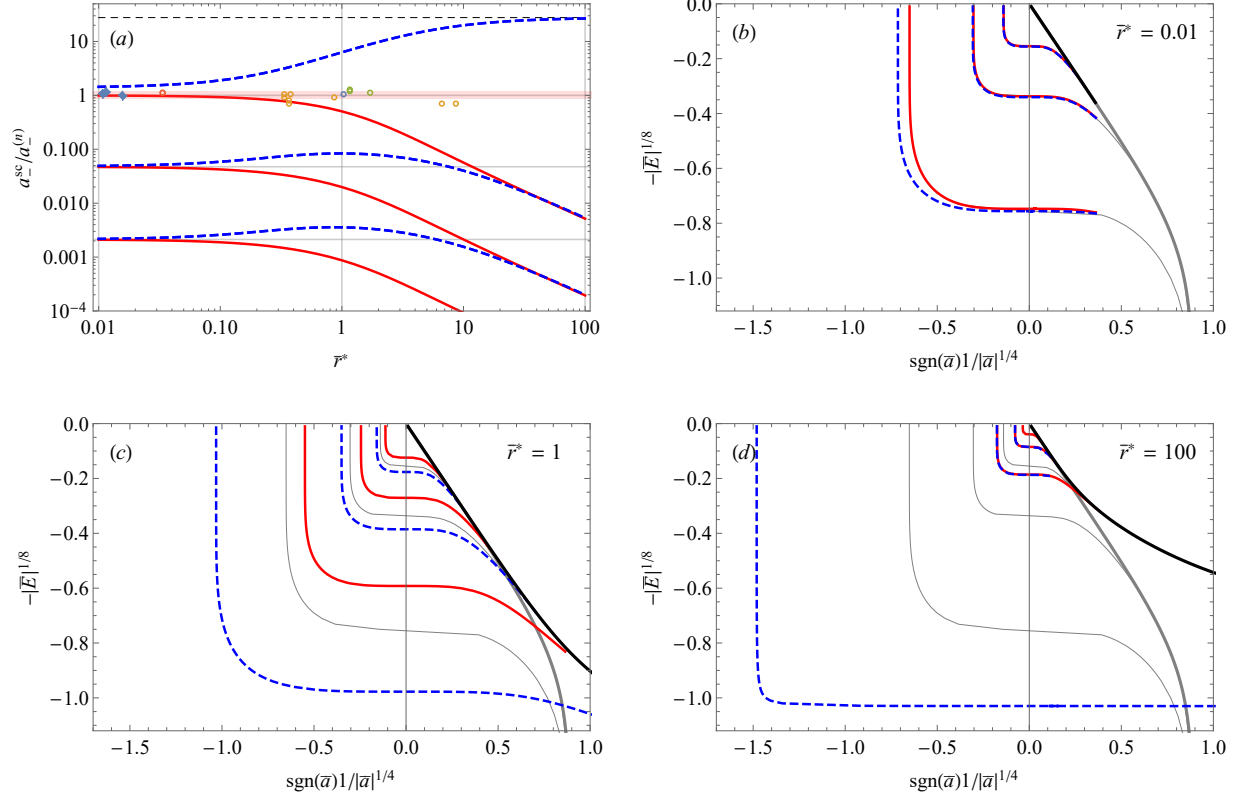 (a)
10
1
0.100
0.010
0.001
10⁻⁴
a₋ˢᶜ/a₋⁽ⁿ⁾
0.01 0.10 1 10 100
r̄*
(b)
r̄* = 0.01
0.0
−0.2
−0.4
−0.6
−0.8
−1.0
−|E̅|^{1/8}
−1.5 −1.0 −0.5 0.0 0.5 1.0
sgn(a̅)1/|a̅|^{1/4}
(c)
r̄* = 1
0.0
−0.2
−0.4
−0.6
−0.8
−1.0
−|E̅|^{1/8}
−1.5 −1.0 −0.5 0.0 0.5 1.0
sgn(a̅)1/|a̅|^{1/4}
(d)
r̄* = 100
0.0
−0.2
−0.4
−0.6
−0.8
−1.0
−|E̅|^{1/8}
−1.5 −1.0 −0.5 0.0 0.5 1.0
sgn(a̅)1/|a̅|^{1/4}